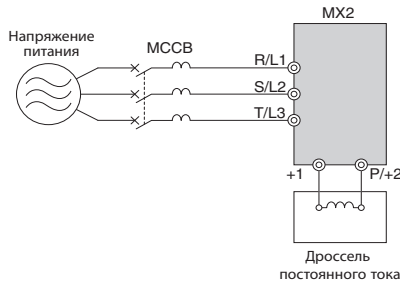 MX2
Напряжение
питания
MCCB
R/L1
S/L2
T/L3
+1
P/+2
Дроссель
постоянного тока